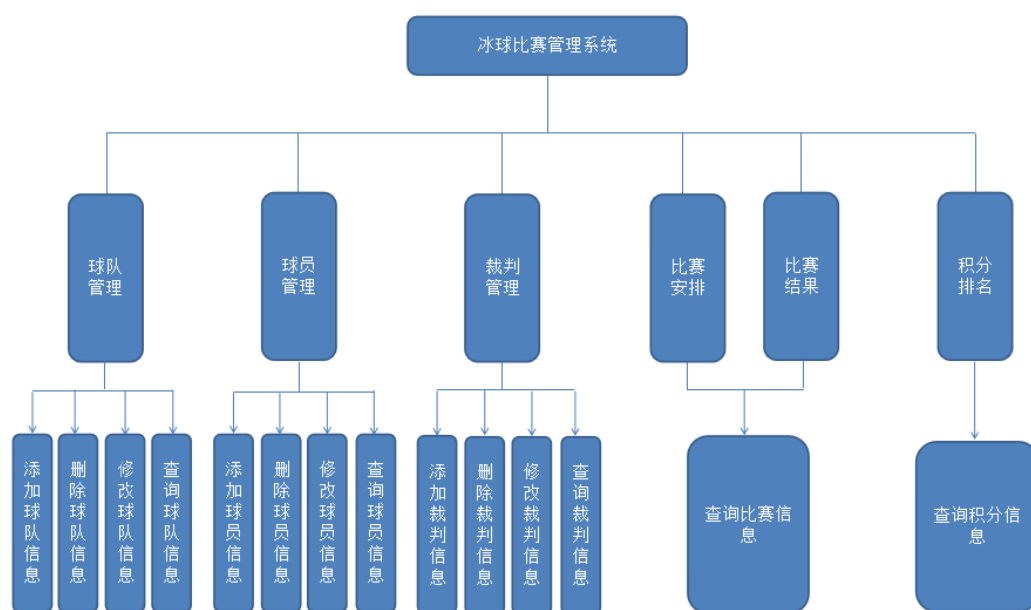 冰球比赛管理系统
球队
管理
球员
管理
裁判
管理
比赛
安排
比赛
结果
积分
排名
添加球队信息
删除球队信息
修改球队信息
查询球队信息
添加球员信息
删除球员信息
修改球员信息
查询球员信息
添加裁判信息
删除裁判信息
修改裁判信息
查询裁判信息
查询比赛信
息
查询积分信
息